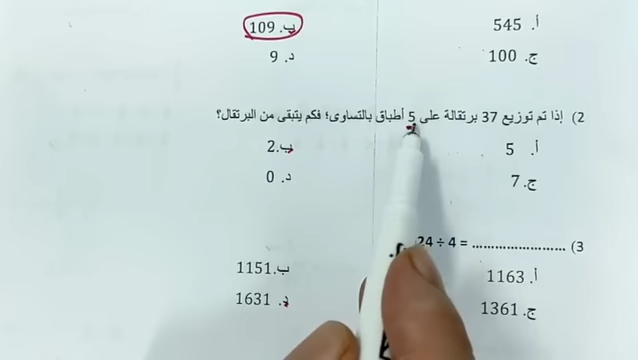 أ. 545 ب. 109
ج. 100 د. 9
2) إذا تم توزيع 37 برتقالة على 5 أطباق بالتساوى؛ فكم يتبقى من البرتقال؟
أ. 5 ب. 2
ج. 7 د. 0
3) ........................ = 4 ÷ 24
أ. 1163 ب. 1151
ج. 1361 د. 1631